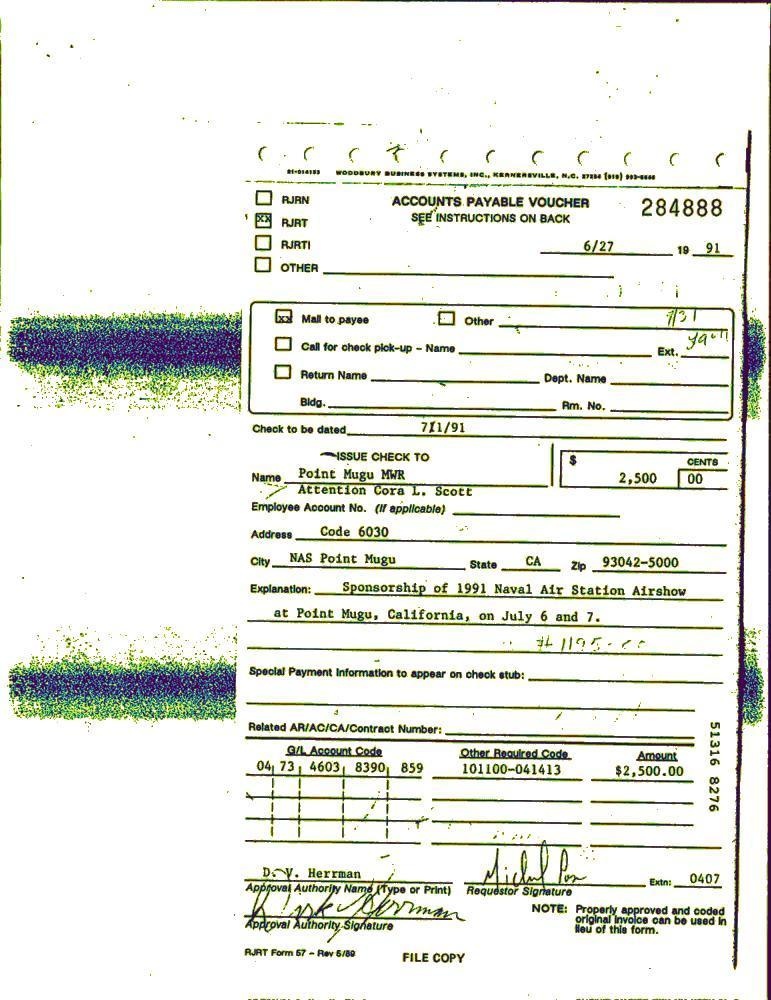 WOODBURY BUSINESS SYSTEMS, INC., KERNERSVILLE, N.C.
RJRN ACCOUNTS PAYABLE VOUCHER 284888
XX RJRT SEE INSTRUCTIONS ON BACK
RJRTI 6/27 19 91
OTHER
XX Mail to payee Other 7/31
Call for check pick-up - Name Ext.
Return Name Dept. Name
Bldg. Rm. No.
Check to be dated 7/1/91
ISSUE CHECK TO $ CENTS
Name Point Mugu MWR 2,500 00
Attention Cora L. Scott
Employee Account No. (If applicable)
Address Code 6030
City NAS Point Mugu State CA Zip 93042-5000
Explanation: Sponsorship of 1991 Naval Air Station Airshow
at Point Mugu, California, on July 6 and 7.
Special Payment Information to appear on check stub:
Related AR/AC/CA/Contract Number:
G/L Account Code Other Required Code Amount
04 73 4603 8390 859 101100-041413 $2,500.00
D. V. Herrman Extn: 0407
Approval Authority Name (Type or Print) Requestor Signature
Approval Authority Signature
NOTE: Properly approved and coded
original invoice can be used in
lieu of this form.
RJRT Form 57 - Rev 5/89 FILE COPY
51316 8276